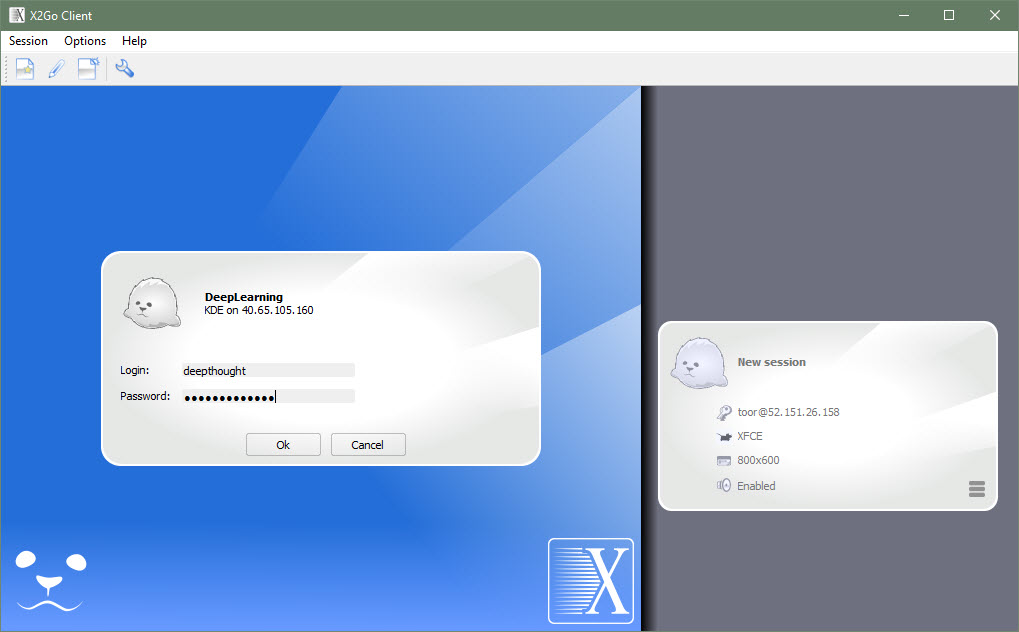 X2Go Client
Session Options Help
DeepLearning
KDE on 40.65.105.160
Login: deepthought
Password: ●●●●●●●●●●●●●
Ok Cancel
New session
toor@52.151.26.158
XFCE
800x600
Enabled
X